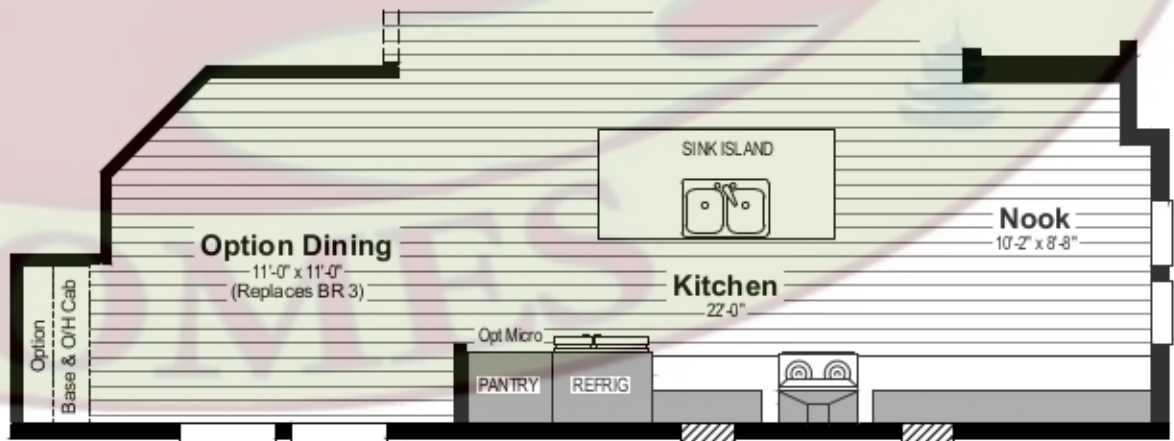 SINK ISLAND
Nook
10'-2" x 8'-8"
Option Dining
11'-0" x 11'-0"
(Replaces BR 3)
Kitchen
22'-0"
Option
Base & O/H Cab
Opt Micro
PANTRY
REFRIG
OMES